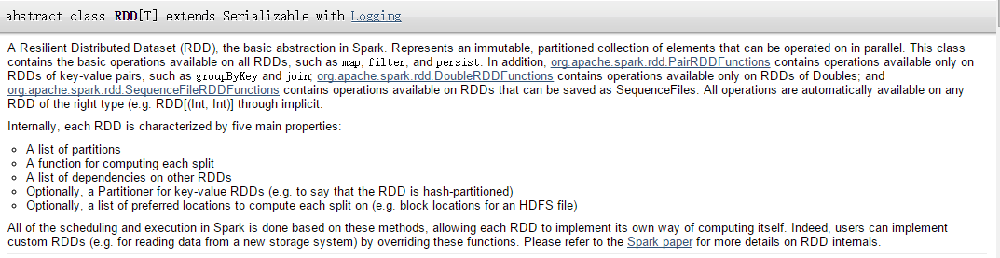 abstract class RDD[T] extends Serializable with Logging
A Resilient Distributed Dataset (RDD), the basic abstraction in Spark. Represents an immutable, partitioned collection of elements that can be operated on in parallel. This class
contains the basic operations available on all RDDs, such as map, filter, and persist. In addition, org.apache.spark.rdd.PairRDDFunctions contains operations available only on
RDDs of key-value pairs, such as groupByKey and join; org.apache.spark.rdd.DoubleRDDFunctions contains operations available only on RDDs of Doubles; and
org.apache.spark.rdd.SequenceFileRDDFunctions contains operations available on RDDs that can be saved as SequenceFiles. All operations are automatically available on any
RDD of the right type (e.g. RDD[(Int, Int)] through implicit.
Internally, each RDD is characterized by five main properties:
A list of partitions
A function for computing each split
A list of dependencies on other RDDs
Optionally, a Partitioner for key-value RDDs (e.g. to say that the RDD is hash-partitioned)
Optionally, a list of preferred locations to compute each split on (e.g. block locations for an HDFS file)
All of the scheduling and execution in Spark is done based on these methods, allowing each RDD to implement its own way of computing itself. Indeed, users can implement
custom RDDs (e.g. for reading data from a new storage system) by overriding these functions. Please refer to the Spark paper for more details on RDD internals.